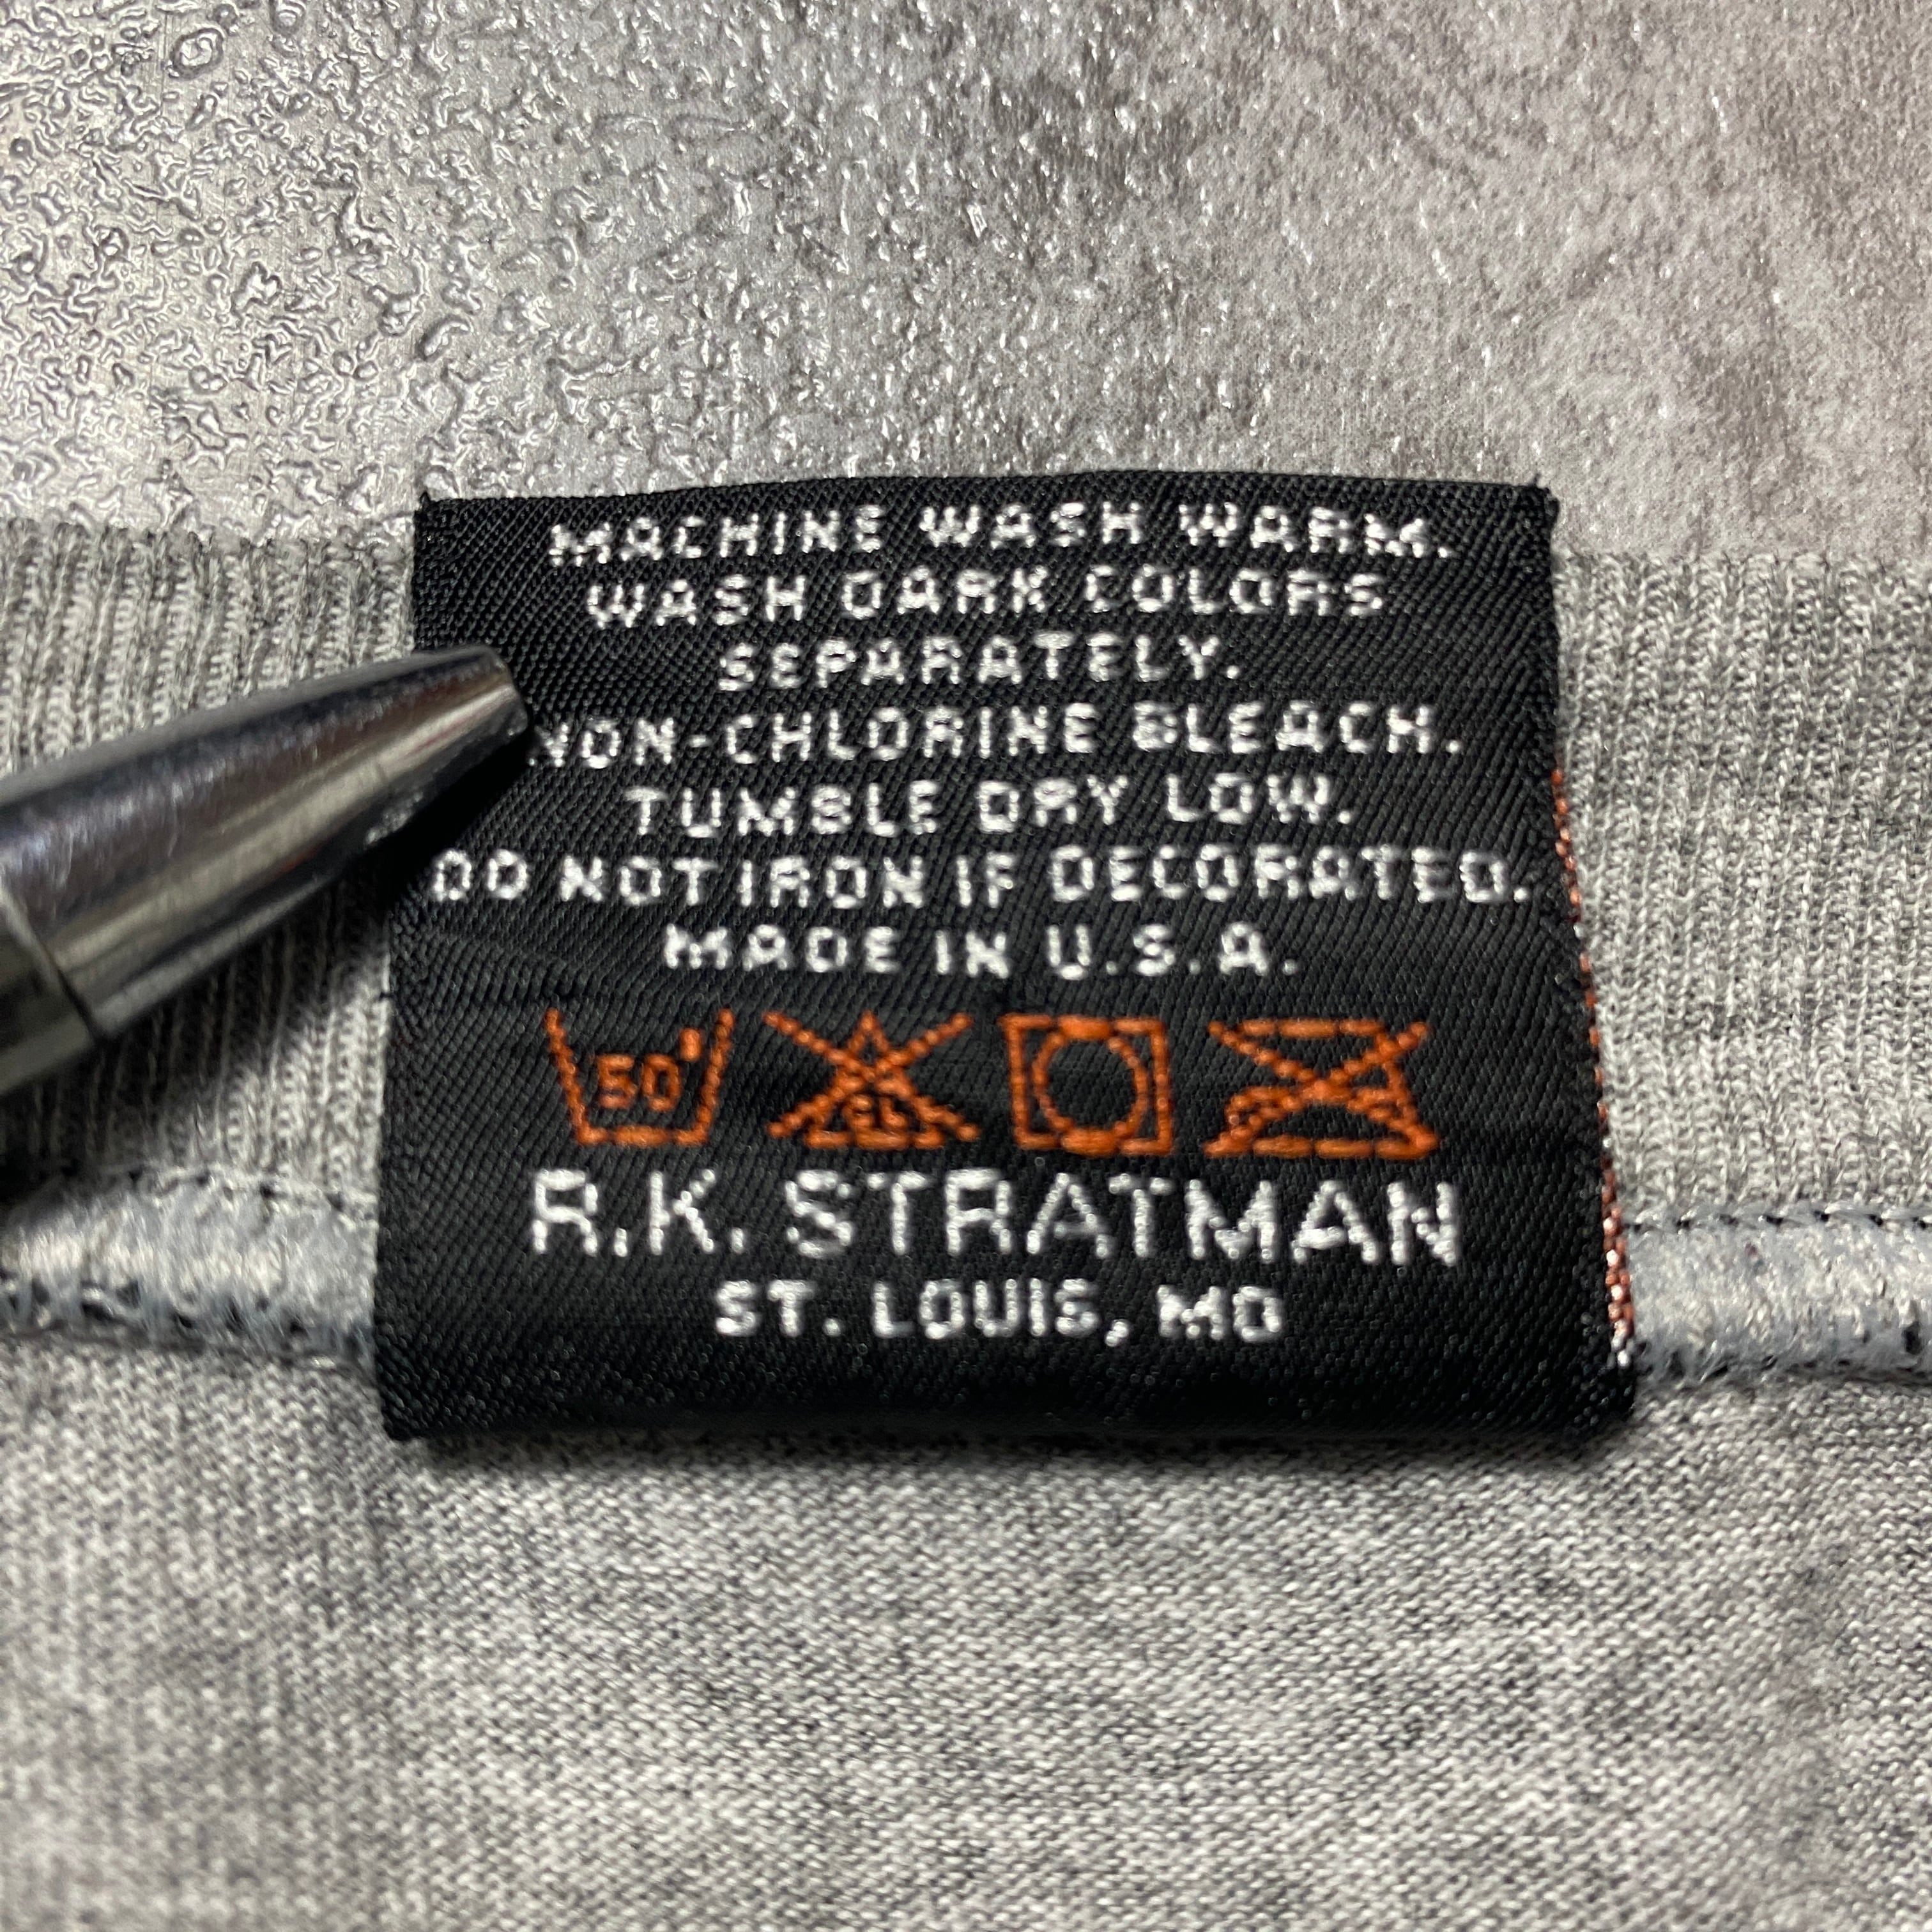 MACHINE WASH WARM.
WASH DARK COLORS
SEPARATELY.
NON-CHLORINE BLEACH.
TUMBLE DRY LOW.
DO NOT IRON IF DECORATED.
MADE IN U.S.A.
50° CL
R.K. STRATMAN
ST. LOUIS, MO